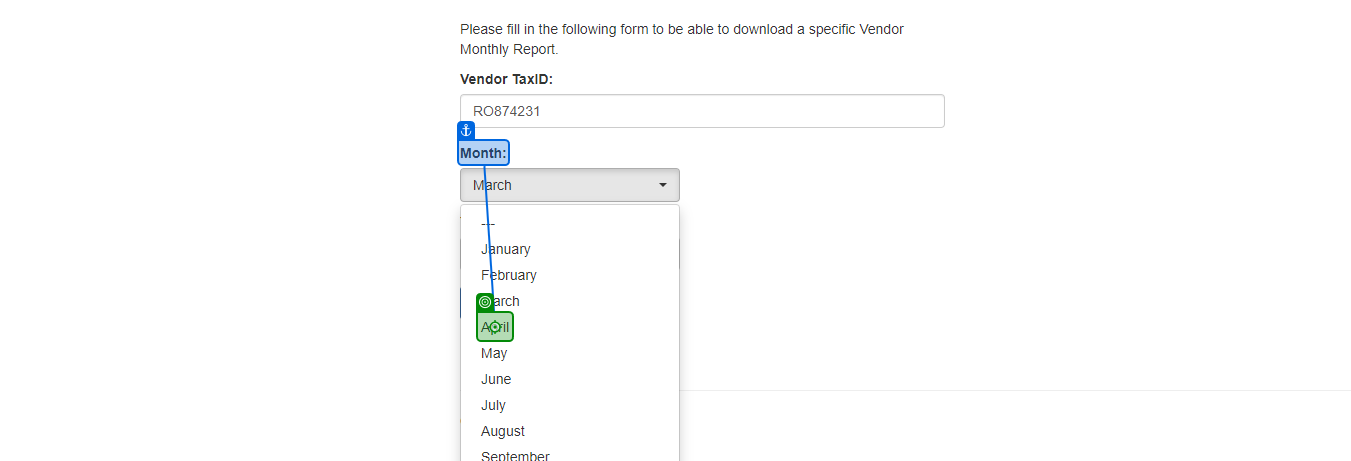 Please fill in the following form to be able to download a specific Vendor
Monthly Report.
Vendor TaxID:
RO874231
Month:
March
---
January
February
March
April
May
June
July
August
September